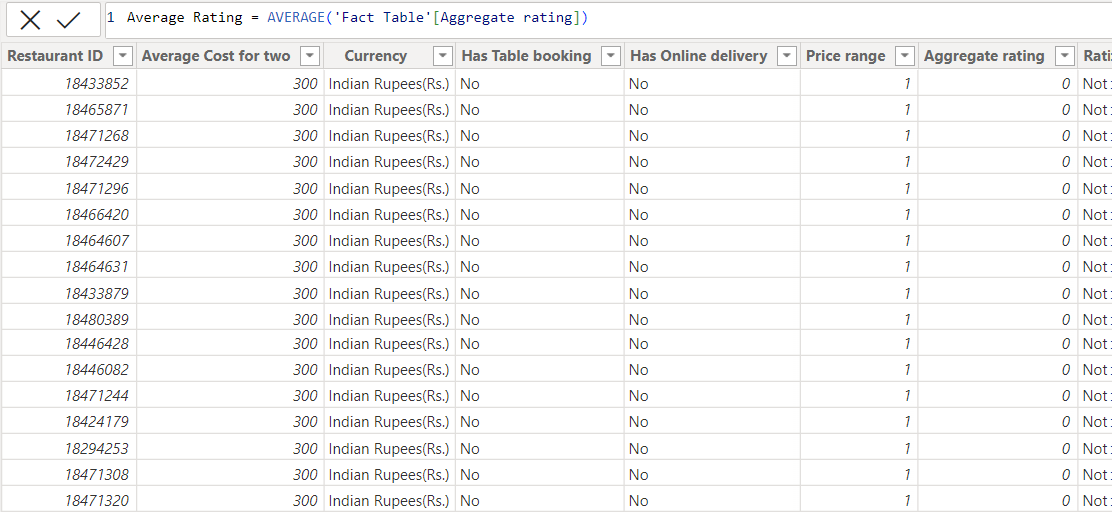 1 Average Rating = AVERAGE('Fact Table'[Aggregate rating])
Restaurant ID Average Cost for two Currency Has Table booking Has Online delivery Price range Aggregate rating Rati
18433852 300 Indian Rupees(Rs.) No No 1 0 Not
18465871 300 Indian Rupees(Rs.) No No 1 0 Not
18471268 300 Indian Rupees(Rs.) No No 1 0 Not
18472429 300 Indian Rupees(Rs.) No No 1 0 Not
18471296 300 Indian Rupees(Rs.) No No 1 0 Not
18466420 300 Indian Rupees(Rs.) No No 1 0 Not
18464607 300 Indian Rupees(Rs.) No No 1 0 Not
18464631 300 Indian Rupees(Rs.) No No 1 0 Not
18433879 300 Indian Rupees(Rs.) No No 1 0 Not
18480389 300 Indian Rupees(Rs.) No No 1 0 Not
18446428 300 Indian Rupees(Rs.) No No 1 0 Not
18446082 300 Indian Rupees(Rs.) No No 1 0 Not
18471244 300 Indian Rupees(Rs.) No No 1 0 Not
18424179 300 Indian Rupees(Rs.) No No 1 0 Not
18294253 300 Indian Rupees(Rs.) No No 1 0 Not
18471308 300 Indian Rupees(Rs.) No No 1 0 Not
18471320 300 Indian Rupees(Rs.) No No 1 0 Not